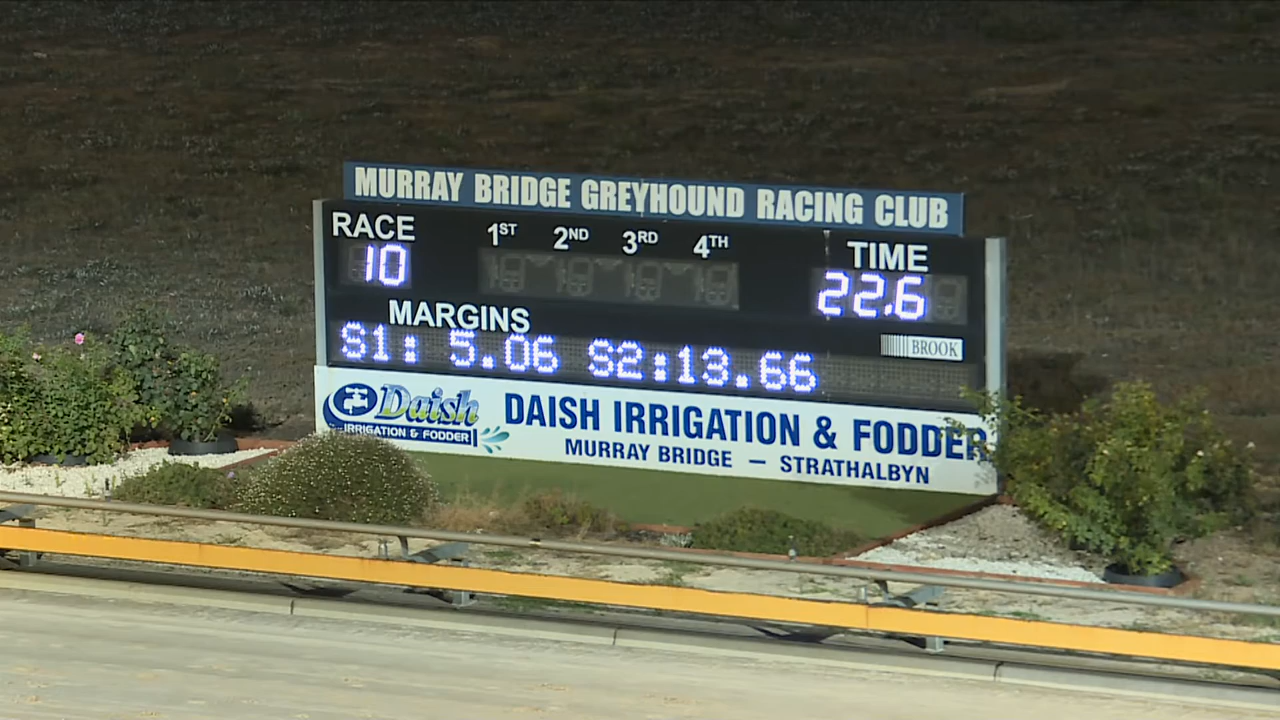 MURRAY BRIDGE GREYHOUND RACING CLUB
RACE 1ST 2ND 3RD 4TH TIME
10 22.6
MARGINS
BROOK
S1: 5.06 S2:13.66
Daish DAISH IRRIGATION & FODDER
IRRIGATION & FODDER MURRAY BRIDGE – STRATHALBYN